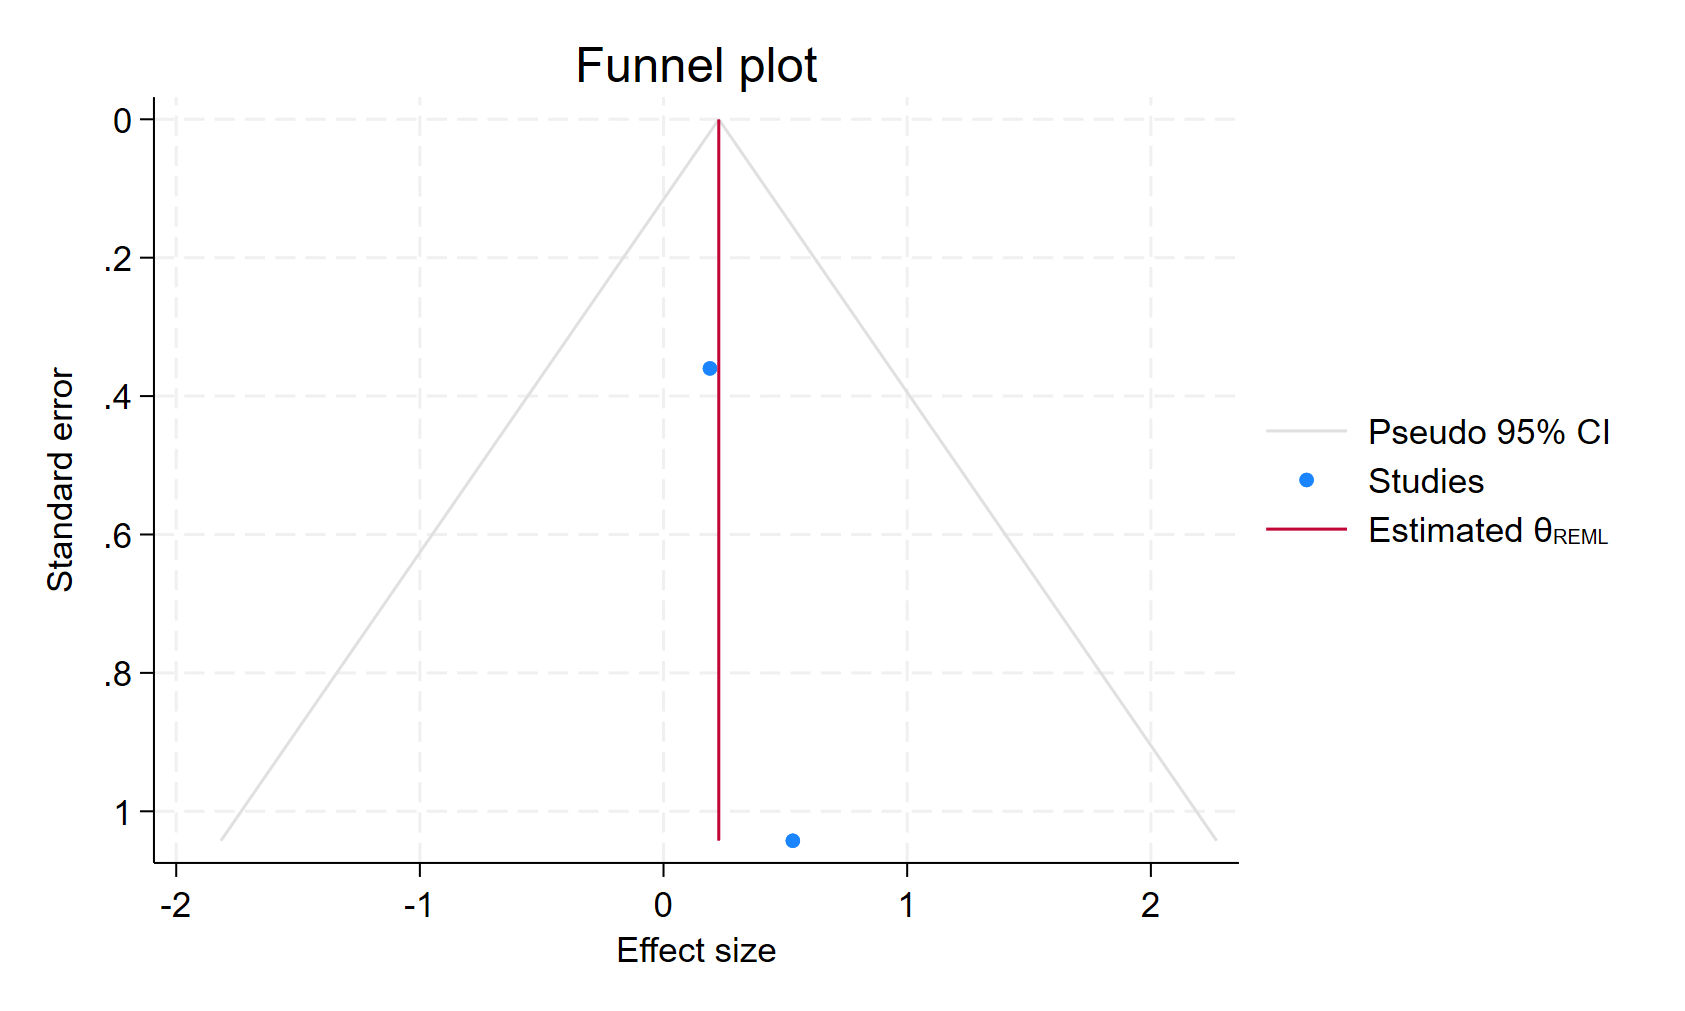 Funnel plot
0
.2
.4
.6
.8
1
Standard error
-2 -1 0 1 2
Effect size
Pseudo 95% CI
Studies
Estimated θREML